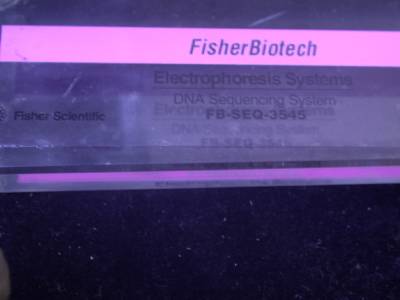 FisherBiotech
Electrophoresis Systems
DNA Sequencing System
Fisher Scientific
FB-SEQ-3545